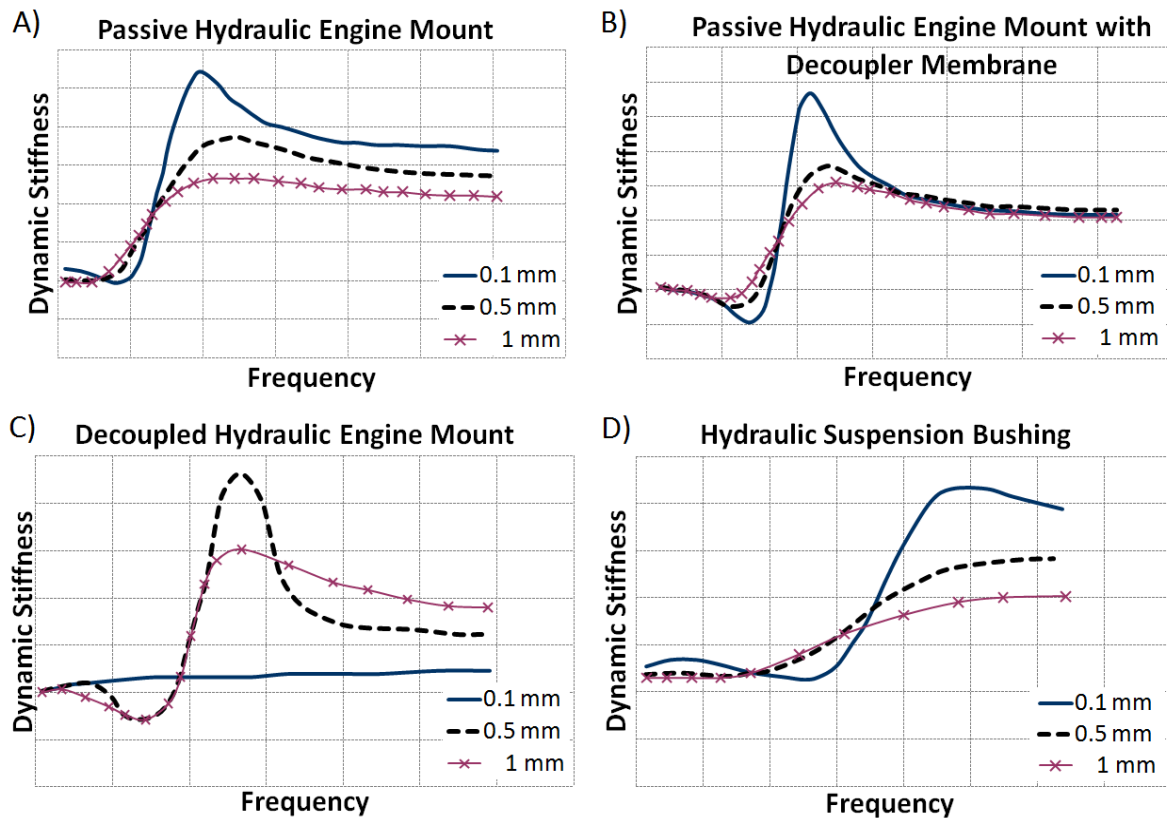 A)
Passive Hydraulic Engine Mount
Dynamic Stiffness
0.1 mm
0.5 mm
1 mm
Frequency
B)
Passive Hydraulic Engine Mount with
Decoupler Membrane
Dynamic Stiffness
0.1 mm
0.5 mm
1 mm
Frequency
C)
Decoupled Hydraulic Engine Mount
Dynamic Stiffness
0.1 mm
0.5 mm
1 mm
Frequency
D)
Hydraulic Suspension Bushing
Dynamic Stiffness
0.1 mm
0.5 mm
1 mm
Frequency